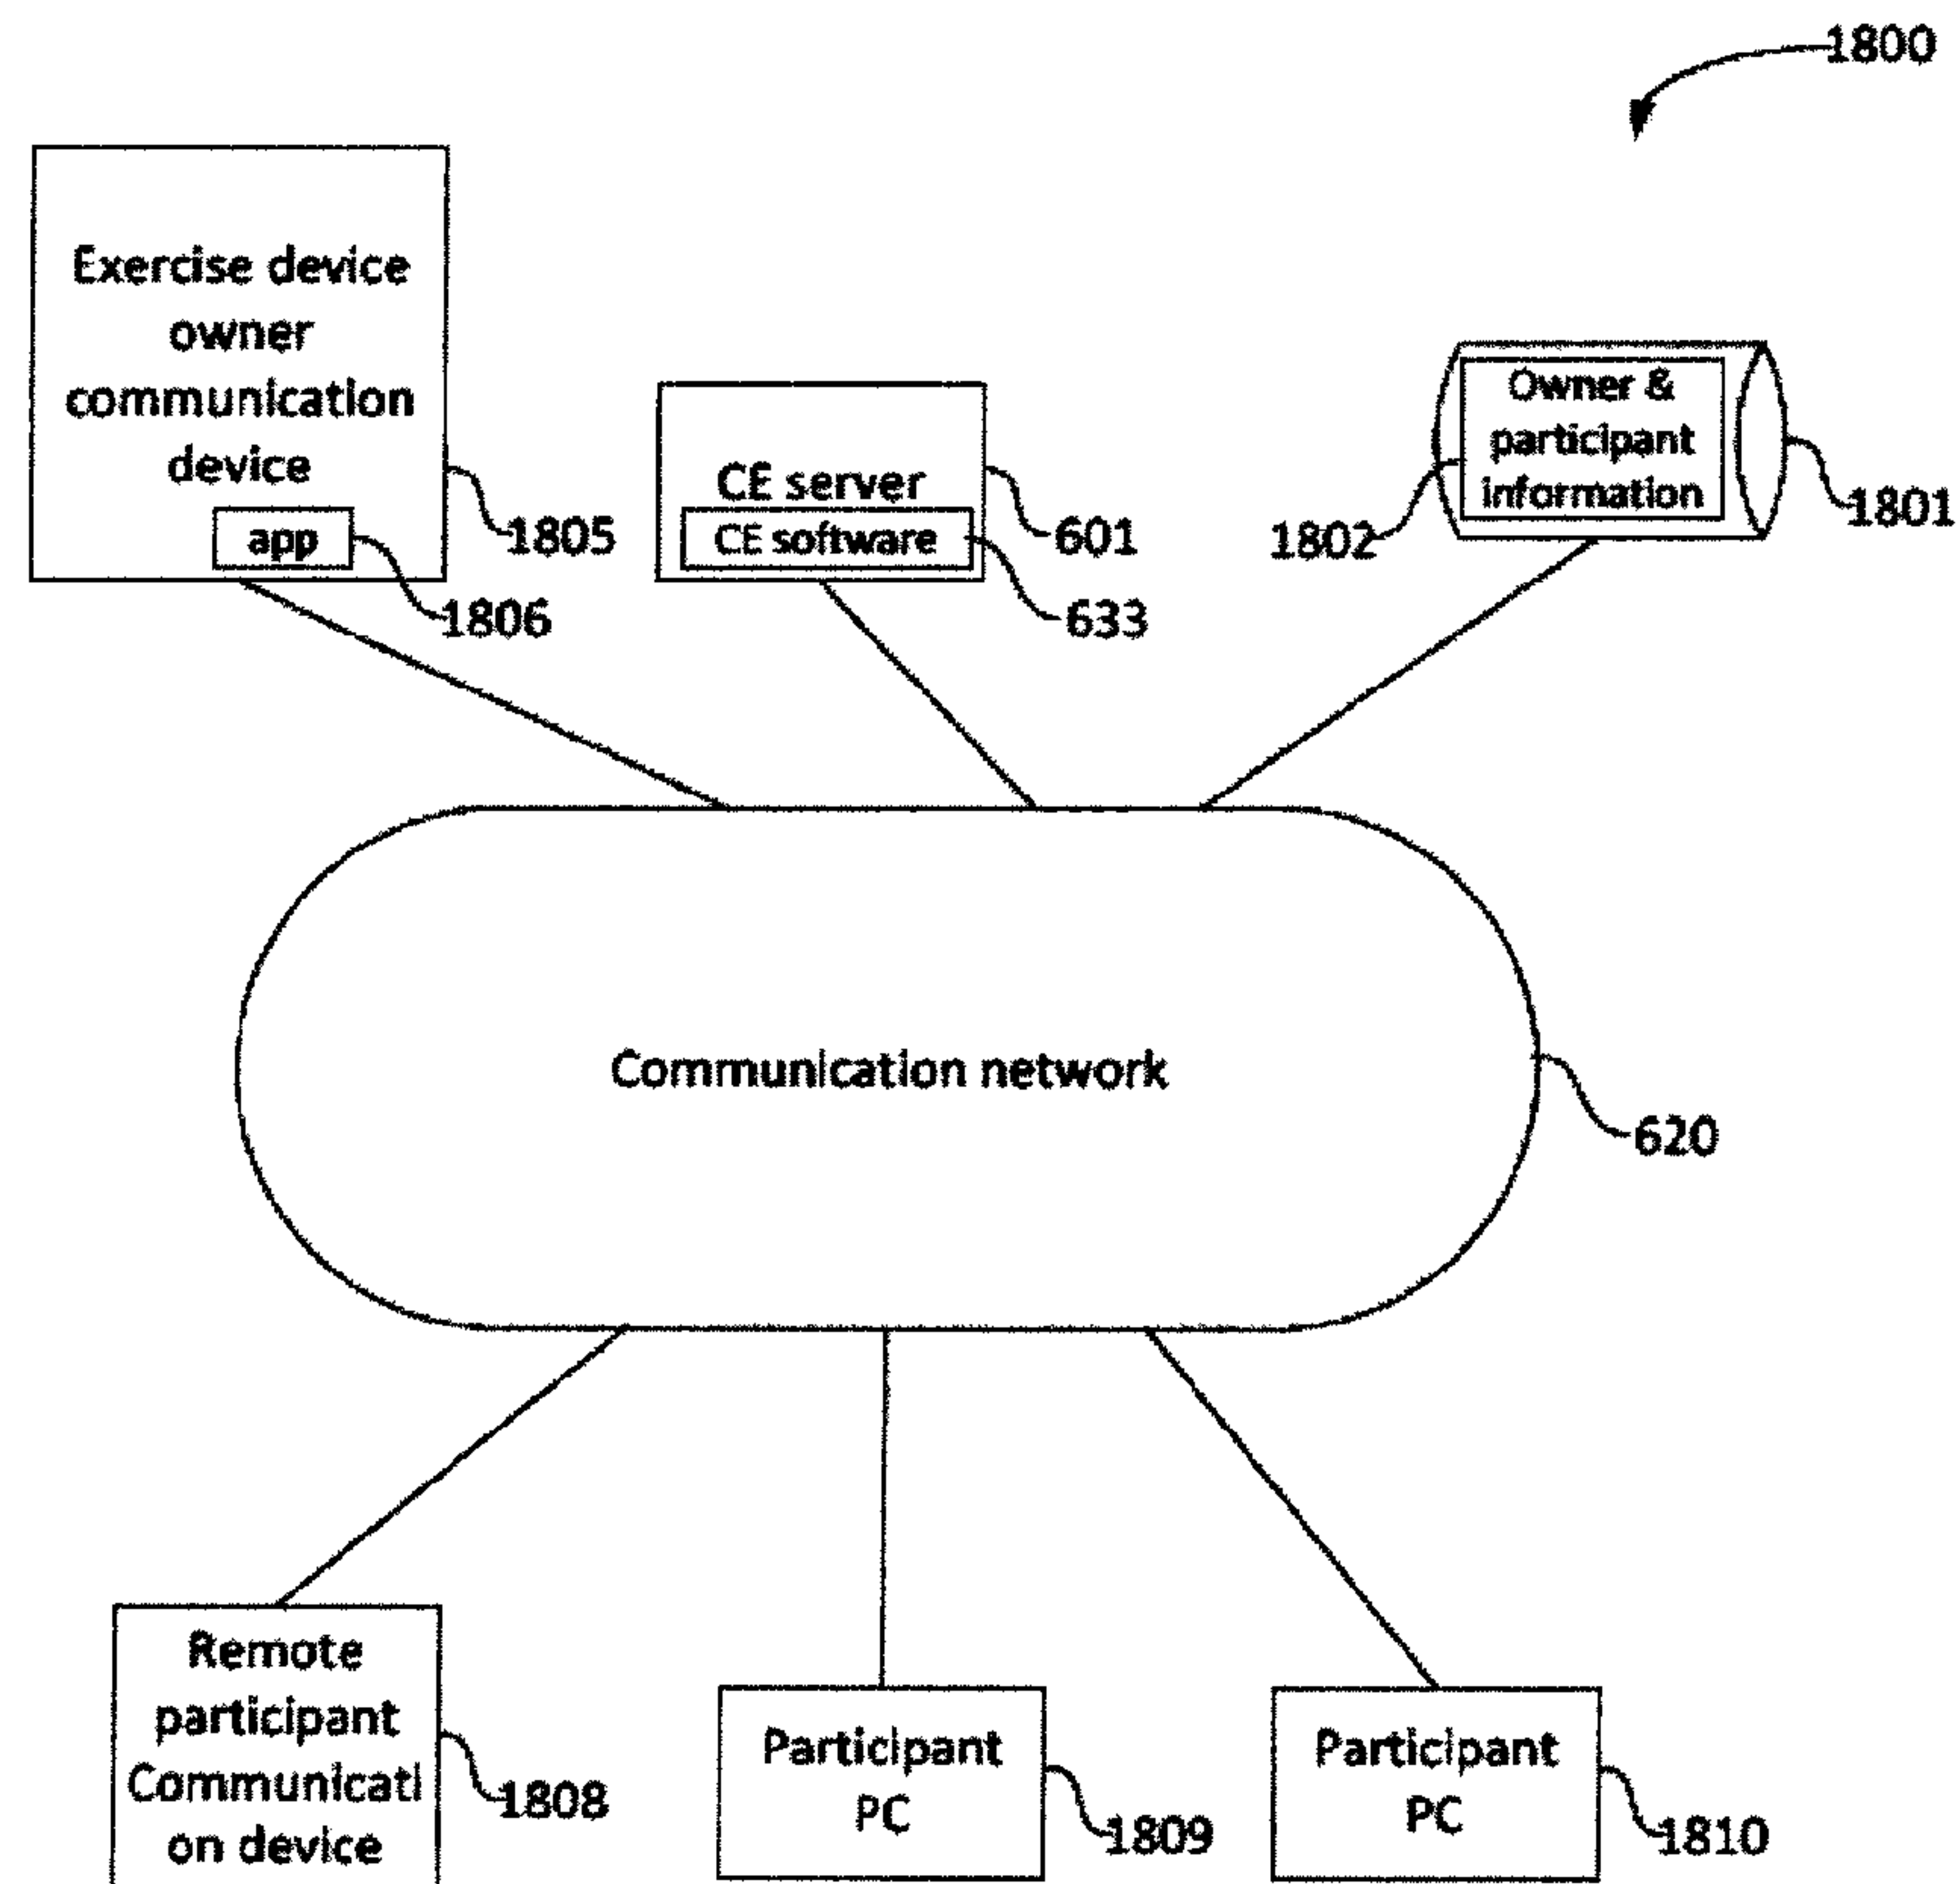 1800
Exercise device
owner
communication
device
app
1805
1806
CE server
CE software
601
633
Owner &
participant
information
1802
1801
Communication network
620
Remote
participant
Communicati
on device
1808
Participant
PC
1809
Participant
PC
1810